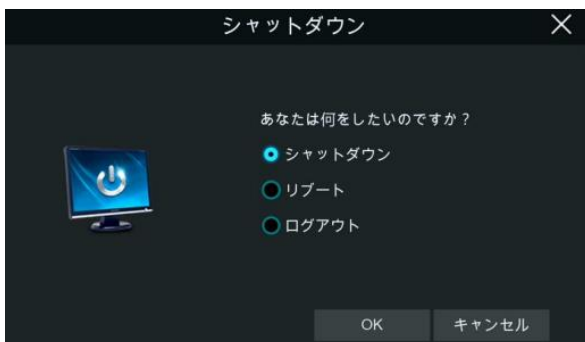 シャットダウン
あなたは何をしたいのですか？
シャットダウン
リブート
ログアウト
OK
キャンセル